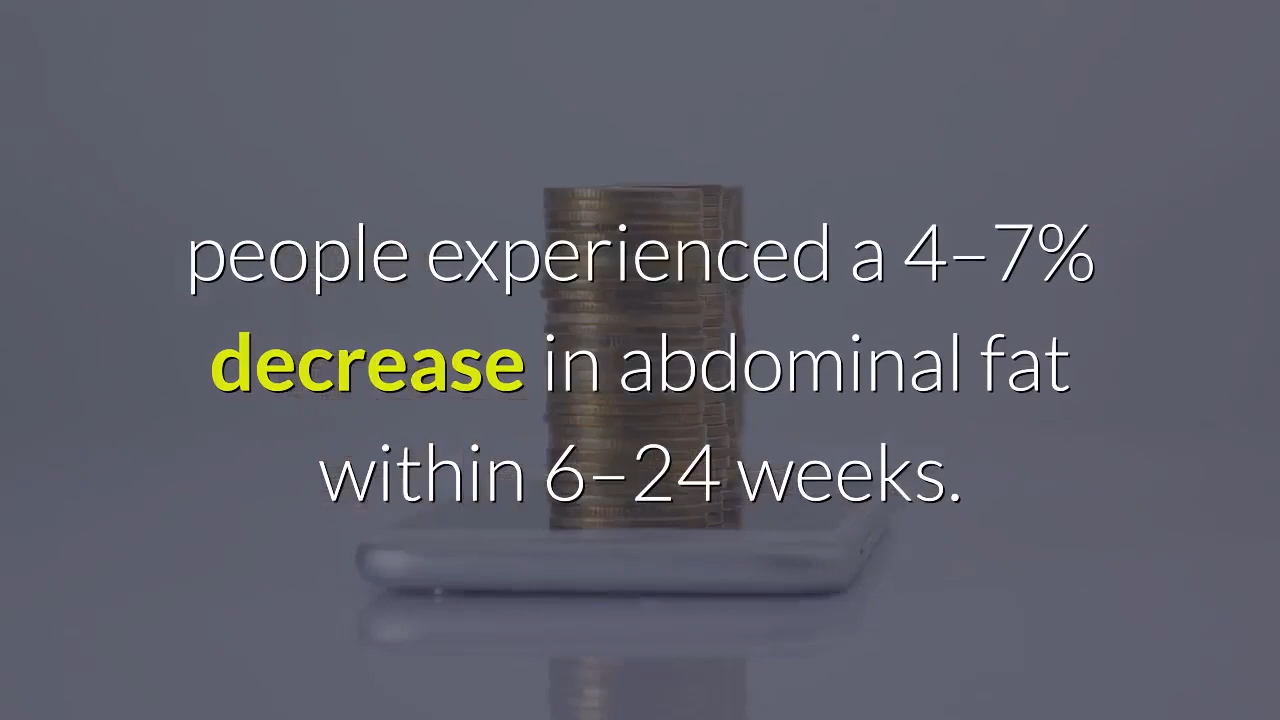 people experienced a 4–7%
decrease in abdominal fat
within 6–24 weeks.